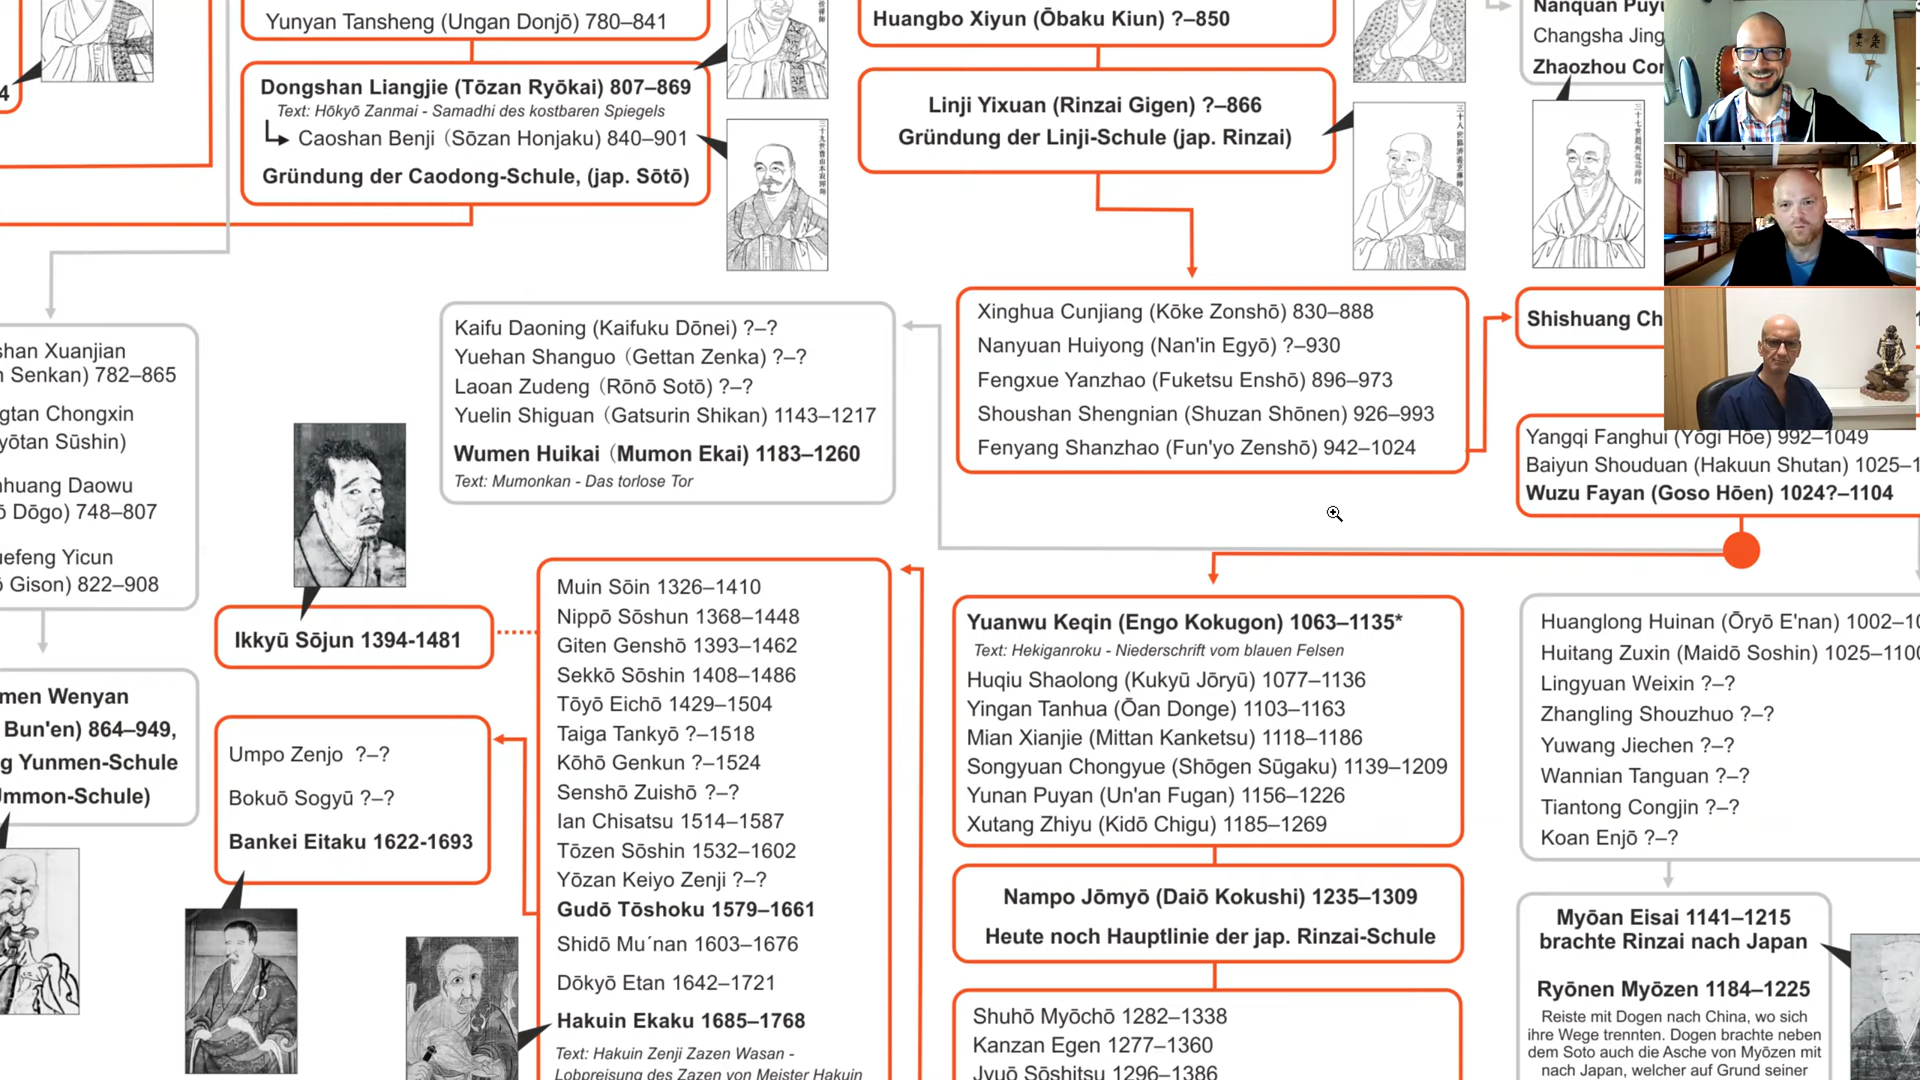 Yunyan Tansheng (Ungan Donjō) 780–841
Dongshan Liangjie (Tōzan Ryōkai) 807–869
Text: Hōkyō Zanmai - Samadhi des kostbaren Spiegels
Caoshan Benji (Sōzan Honjaku) 840–901
Gründung der Caodong-Schule, (jap. Sōtō)
Huangbo Xiyun (Ōbaku Kiun) ?–850
Linji Yixuan (Rinzai Gigen) ?–866
Gründung der Linji-Schule (jap. Rinzai)
Nanquan Puyu
Changsha Jing
Zhaozhou Con
4
shan Xuanjian
n Senkan) 782–865
gtan Chongxin
yōtan Sūshin)
nhuang Daowu
ō Dōgo) 748–807
uefeng Yicun
ō Gison) 822–908
Kaifu Daoning (Kaifuku Dōnei) ?–?
Yuehan Shanguo (Gettan Zenka) ?–?
Laoan Zudeng (Rōnō Sotō) ?–?
Yuelin Shiguan (Gatsurin Shikan) 1143–1217
Wumen Huikai (Mumon Ekai) 1183–1260
Text: Mumonkan - Das torlose Tor
Xinghua Cunjiang (Kōke Zonshō) 830–888
Nanyuan Huiyong (Nan'in Egyō) ?–930
Fengxue Yanzhao (Fuketsu Enshō) 896–973
Shoushan Shengnian (Shuzan Shōnen) 926–993
Fenyang Shanzhao (Fun'yo Zenshō) 942–1024
Shishuang Ch
Yangqi Fanghui (Yōgi Hōe) 992–1049
Baiyun Shouduan (Hakuun Shutan) 1025–1
Wuzu Fayan (Goso Hōen) 1024?–1104
men Wenyan
Bun'en) 864–949,
g Yunmen-Schule
Ummon-Schule)
Ikkyū Sōjun 1394-1481
Umpo Zenjo ?–?
Bokuō Sogyū ?–?
Bankei Eitaku 1622-1693
Muin Sōin 1326–1410
Nippō Sōshun 1368–1448
Giten Genshō 1393–1462
Sekkō Sōshin 1408–1486
Tōyō Eichō 1429–1504
Taiga Tankyō ?–1518
Kōhō Genkun ?–1524
Senshō Zuishō ?–?
Ian Chisatsu 1514–1587
Tōzen Sōshin 1532–1602
Yōzan Keiyo Zenji ?–?
Gudō Tōshoku 1579–1661
Shidō Mu´nan 1603–1676
Dōkyō Etan 1642–1721
Hakuin Ekaku 1685–1768
Text: Hakuin Zenji Zazen Wasan -
Lobpreisung des Zazen von Meister Hakuin
Yuanwu Keqin (Engo Kokugon) 1063–1135*
Text: Hekiganroku - Niederschrift vom blauen Felsen
Huqiu Shaolong (Kukyū Jōryū) 1077–1136
Yingan Tanhua (Ōan Donge) 1103–1163
Mian Xianjie (Mittan Kanketsu) 1118–1186
Songyuan Chongyue (Shōgen Sūgaku) 1139–1209
Yunan Puyan (Un'an Fugan) 1156–1226
Xutang Zhiyu (Kidō Chigu) 1185–1269
Nampo Jōmyō (Daiō Kokushi) 1235–1309
Heute noch Hauptlinie der jap. Rinzai-Schule
Shuhō Myōchō 1282–1338
Kanzan Egen 1277–1360
Jyuō Sōshitsu 1296–1386
Huanglong Huinan (Ōryō E'nan) 1002–10
Huitang Zuxin (Maidō Soshin) 1025–1100
Lingyuan Weixin ?–?
Zhangling Shouzhuo ?–?
Yuwang Jiechen ?–?
Wannian Tanguan ?–?
Tiantong Congjin ?–?
Koan Enjō ?–?
Myōan Eisai 1141–1215
brachte Rinzai nach Japan
Ryōnen Myōzen 1184–1225
Reiste mit Dogen nach China, wo sich
ihre Wege trennten. Dogen brachte neben
dem Soto auch die Asche von Myōzen mit
nach Japan, welcher auf Grund seiner